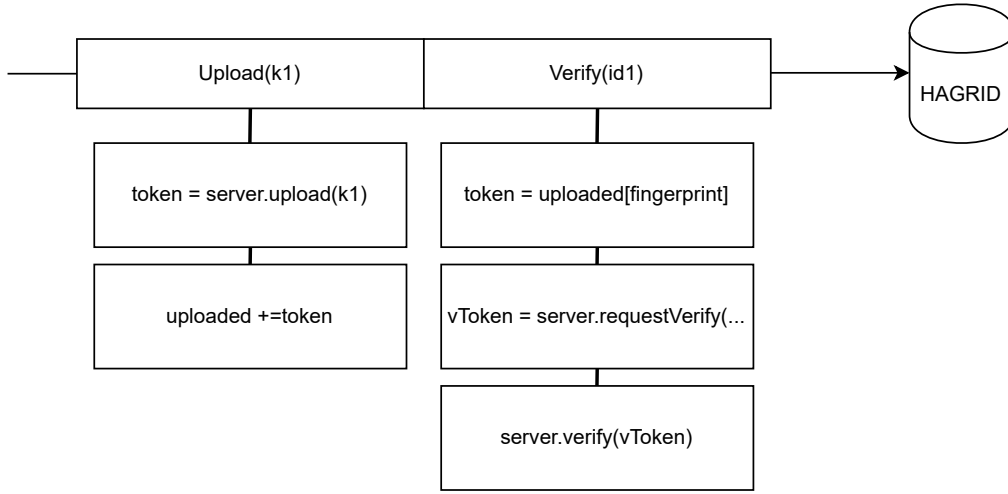 Upload(k1)
Verify(id1)
HAGRID
token = server.upload(k1)
token = uploaded[fingerprint]
uploaded +=token
vToken = server.requestVerify(...
server.verify(vToken)